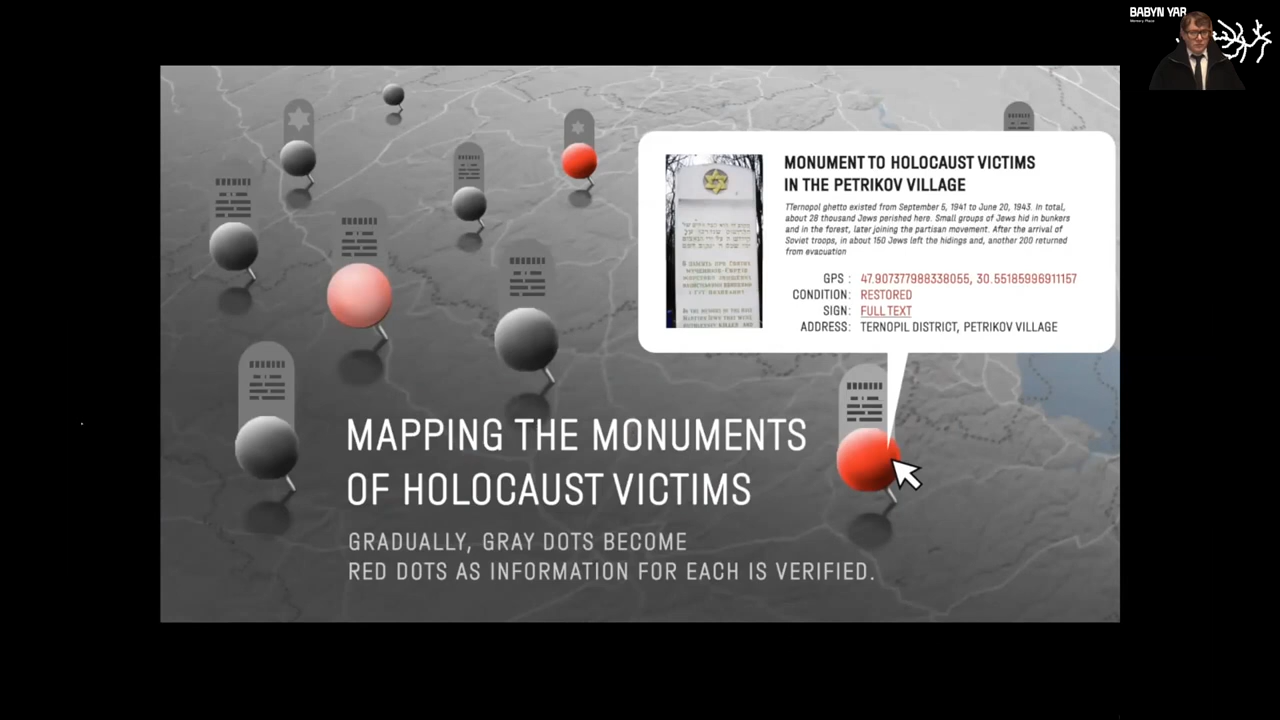 BABYN YAR
Memory Place
MONUMENT TO HOLOCAUST VICTIMS
IN THE PETRIKOV VILLAGE
TTernopol ghetto existed from September 5, 1941 to June 20, 1943. In total,
about 28 thousand Jews perished here. Small groups of Jews hid in bunkers
and in the forest, later joining the partisan movement. After the arrival of
Soviet troops, in about 150 Jews left the hidings and, another 200 returned
from evacuation
GPS : 47.907377988338055, 30.55185996911157
CONDITION: RESTORED
SIGN: FULL TEXT
ADDRESS: TERNOPIL DISTRICT, PETRIKOV VILLAGE
MAPPING THE MONUMENTS
OF HOLOCAUST VICTIMS
GRADUALLY, GRAY DOTS BECOME
RED DOTS AS INFORMATION FOR EACH IS VERIFIED.